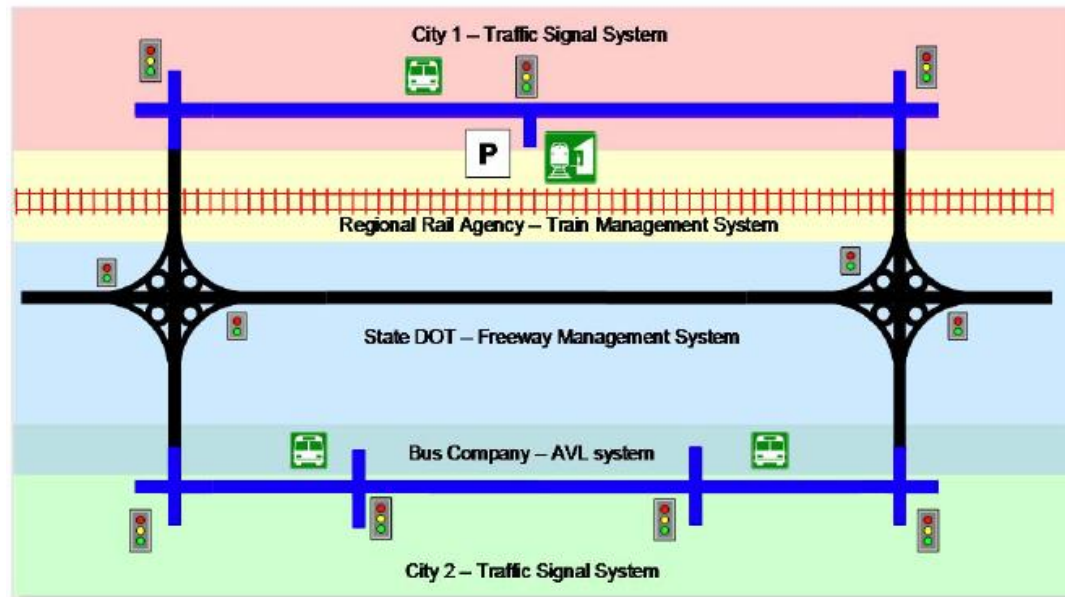 City 1 – Traffic Signal System
P
Regional Rail Agency – Train Management System
State DOT – Freeway Management System
Bus Company – AVL system
City 2 – Traffic Signal System